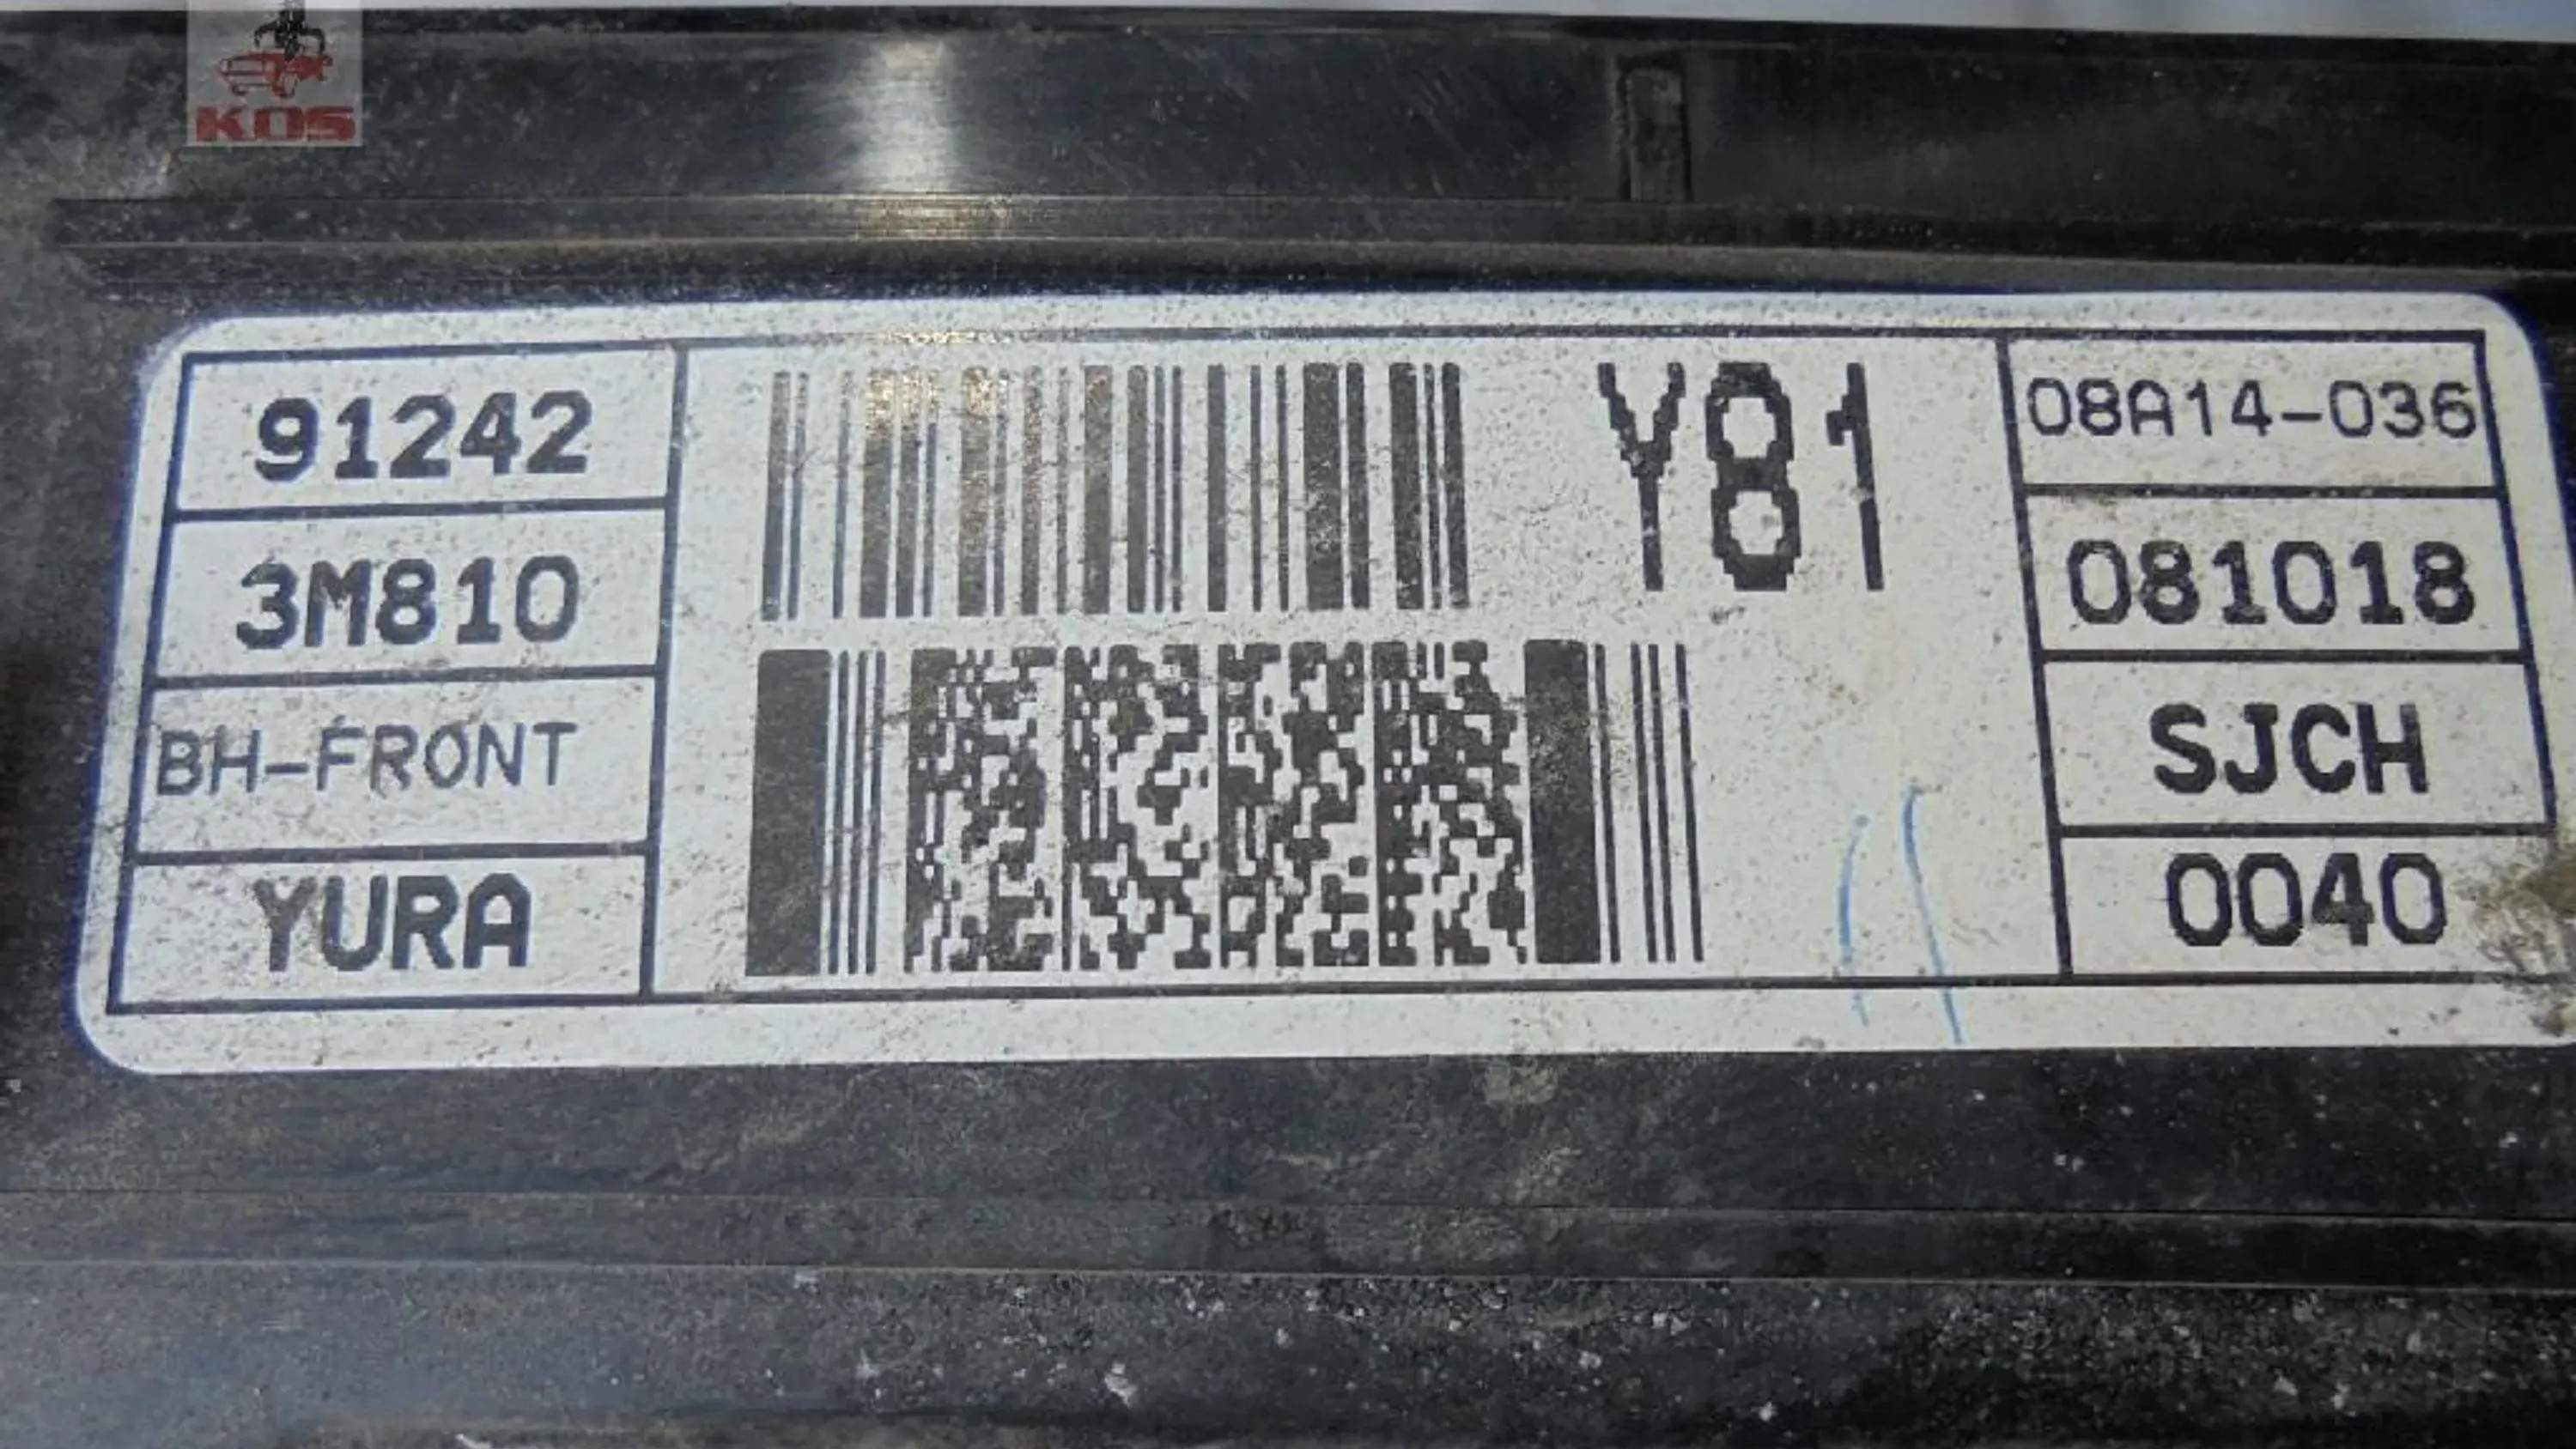 KOS
91242
3M810
BH-FRONT
YURA
Y81
08A14-036
081018
SJCH
0040